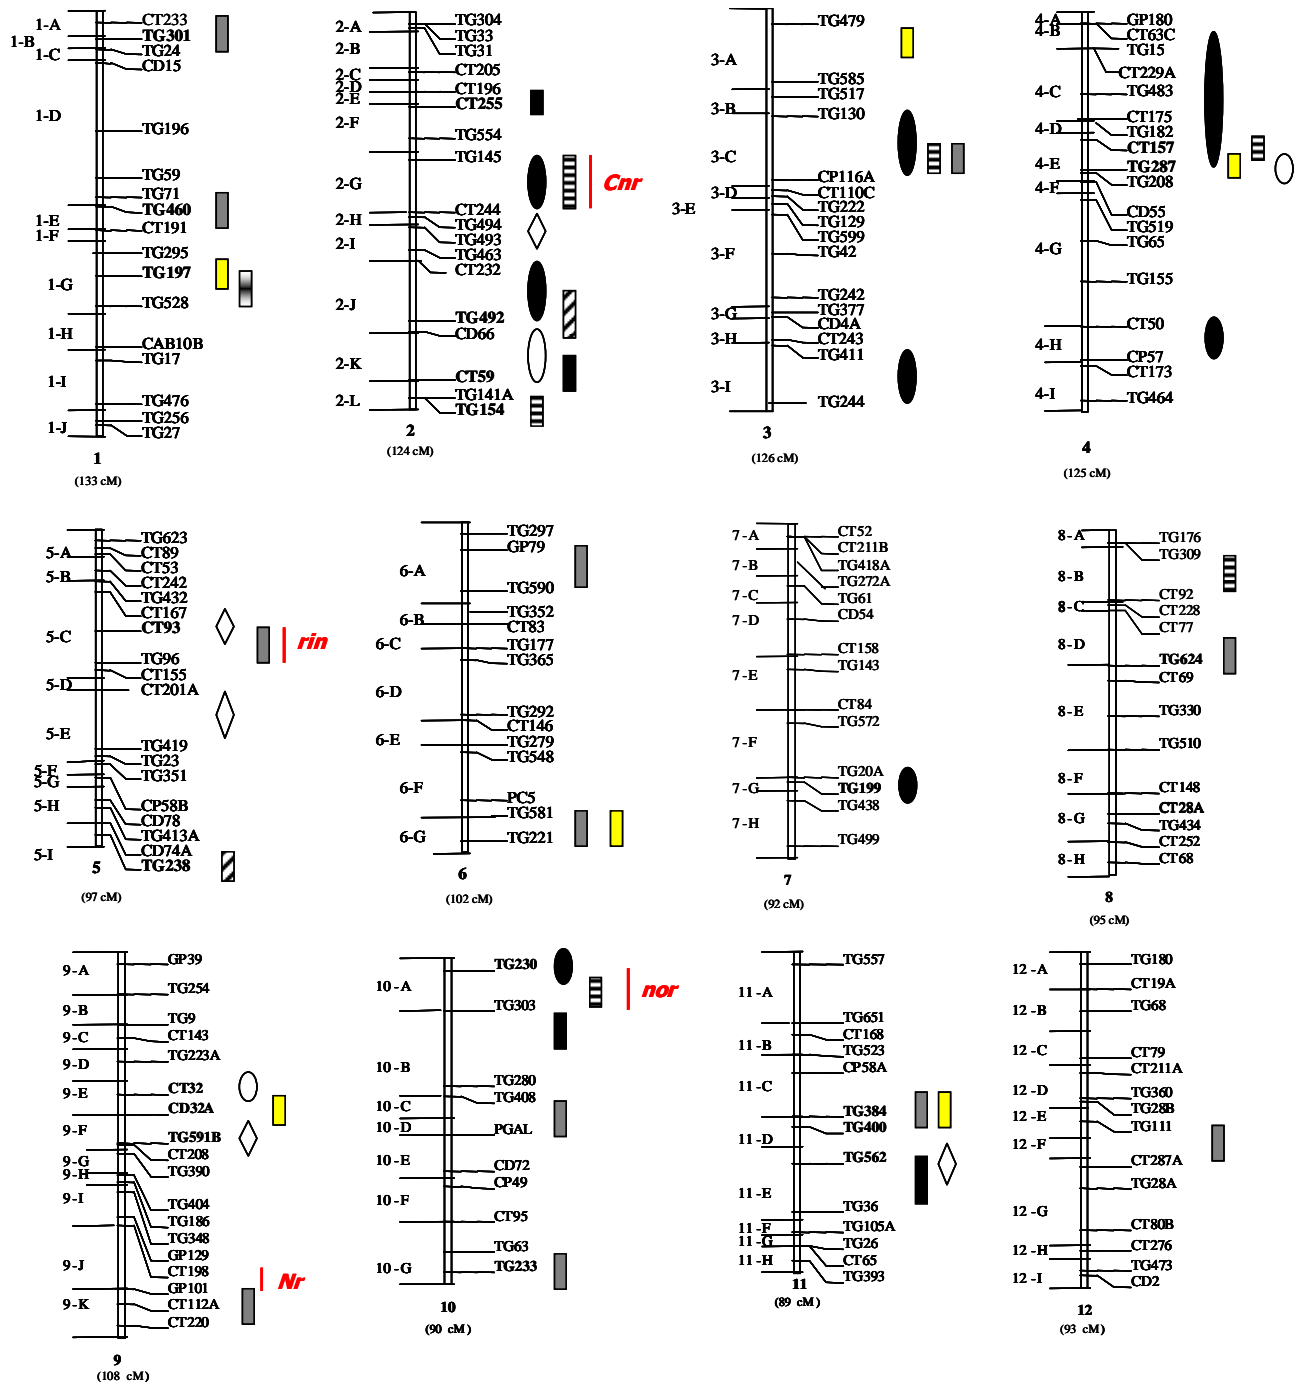 1-A
1-B
1-C
1-D
1-E
1-F
1-G
1-H
1-I
1-J
CT233
TG301
TG24
CD15
TG196
TG59
TG71
TG460
CT191
TG295
TG197
TG528
CAB10B
TG17
TG476
TG256
TG27
1
(133 cM)
2-A
2-B
2-C
2-D
2-E
2-F
2-G
2-H
2-I
2-J
2-K
2-L
TG304
TG33
TG31
CT205
CT196
CT255
TG554
TG145
CT244
TG494
TG493
TG463
CT232
TG492
CD66
CT59
TG141A
TG154
Cnr
2
(124 cM)
3-A
3-B
3-C
3-D
3-E
3-F
3-G
3-H
3-I
TG479
TG585
TG517
TG130
CP116A
CT110C
TG222
TG129
TG599
TG42
TG242
TG377
CD4A
CT243
TG411
TG244
3
(126 cM)
4-A
4-B
4-C
4-D
4-E
4-F
4-G
4-H
4-I
GP180
CT63C
TG15
CT229A
TG483
CT175
TG182
CT157
TG287
TG208
CD55
TG519
TG65
TG155
CT50
CP57
CT173
TG464
4
(125 cM)
5-A
5-B
5-C
5-D
5-E
5-F
5-G
5-H
5-I
TG623
CT89
CT53
CT242
TG432
CT167
CT93
TG96
CT155
CT201A
TG419
TG23
TG351
CP58B
CD78
TG413A
CD74A
TG238
rin
5
(97 cM)
6-A
6-B
6-C
6-D
6-E
6-F
6-G
TG297
GP79
TG590
TG352
CT83
TG177
TG365
TG292
CT146
TG279
TG548
PC5
TG581
TG221
6
(102 cM)
7-A
7-B
7-C
7-D
7-E
7-F
7-G
7-H
CT52
CT211B
TG418A
TG272A
TG61
CD54
CT158
TG143
CT84
TG572
TG20A
TG199
TG438
TG499
7
(92 cM)
8-A
8-B
8-C
8-D
8-E
8-F
8-G
8-H
TG176
TG309
CT92
CT228
CT77
TG624
CT69
TG330
TG510
CT148
CT28A
TG434
CT252
CT68
8
(95 cM)
9-A
9-B
9-C
9-D
9-E
9-F
9-G
9-H
9-I
9-J
9-K
GP39
TG254
TG9
CT143
TG223A
CT32
CD32A
TG591B
CT208
TG390
TG404
TG186
TG348
GP129
CT198
GP101
CT112A
CT220
Nr
9
(108 cM)
10-A
10-B
10-C
10-D
10-E
10-F
10-G
TG230
TG303
TG280
TG408
PGAL
CD72
CP49
CT95
TG63
TG233
nor
10
(90 cM)
11-A
11-B
11-C
11-D
11-E
11-F
11-G
11-H
TG557
TG651
CT168
TG523
CP58A
TG384
TG400
TG562
TG36
TG105A
TG26
CT65
TG393
11
(89 cM)
12-A
12-B
12-C
12-D
12-E
12-F
12-G
12-H
12-I
TG180
CT19A
TG68
CT79
CT211A
TG360
TG28B
TG111
CT287A
TG28A
CT80B
CT276
TG473
CD2
12
(93 cM)